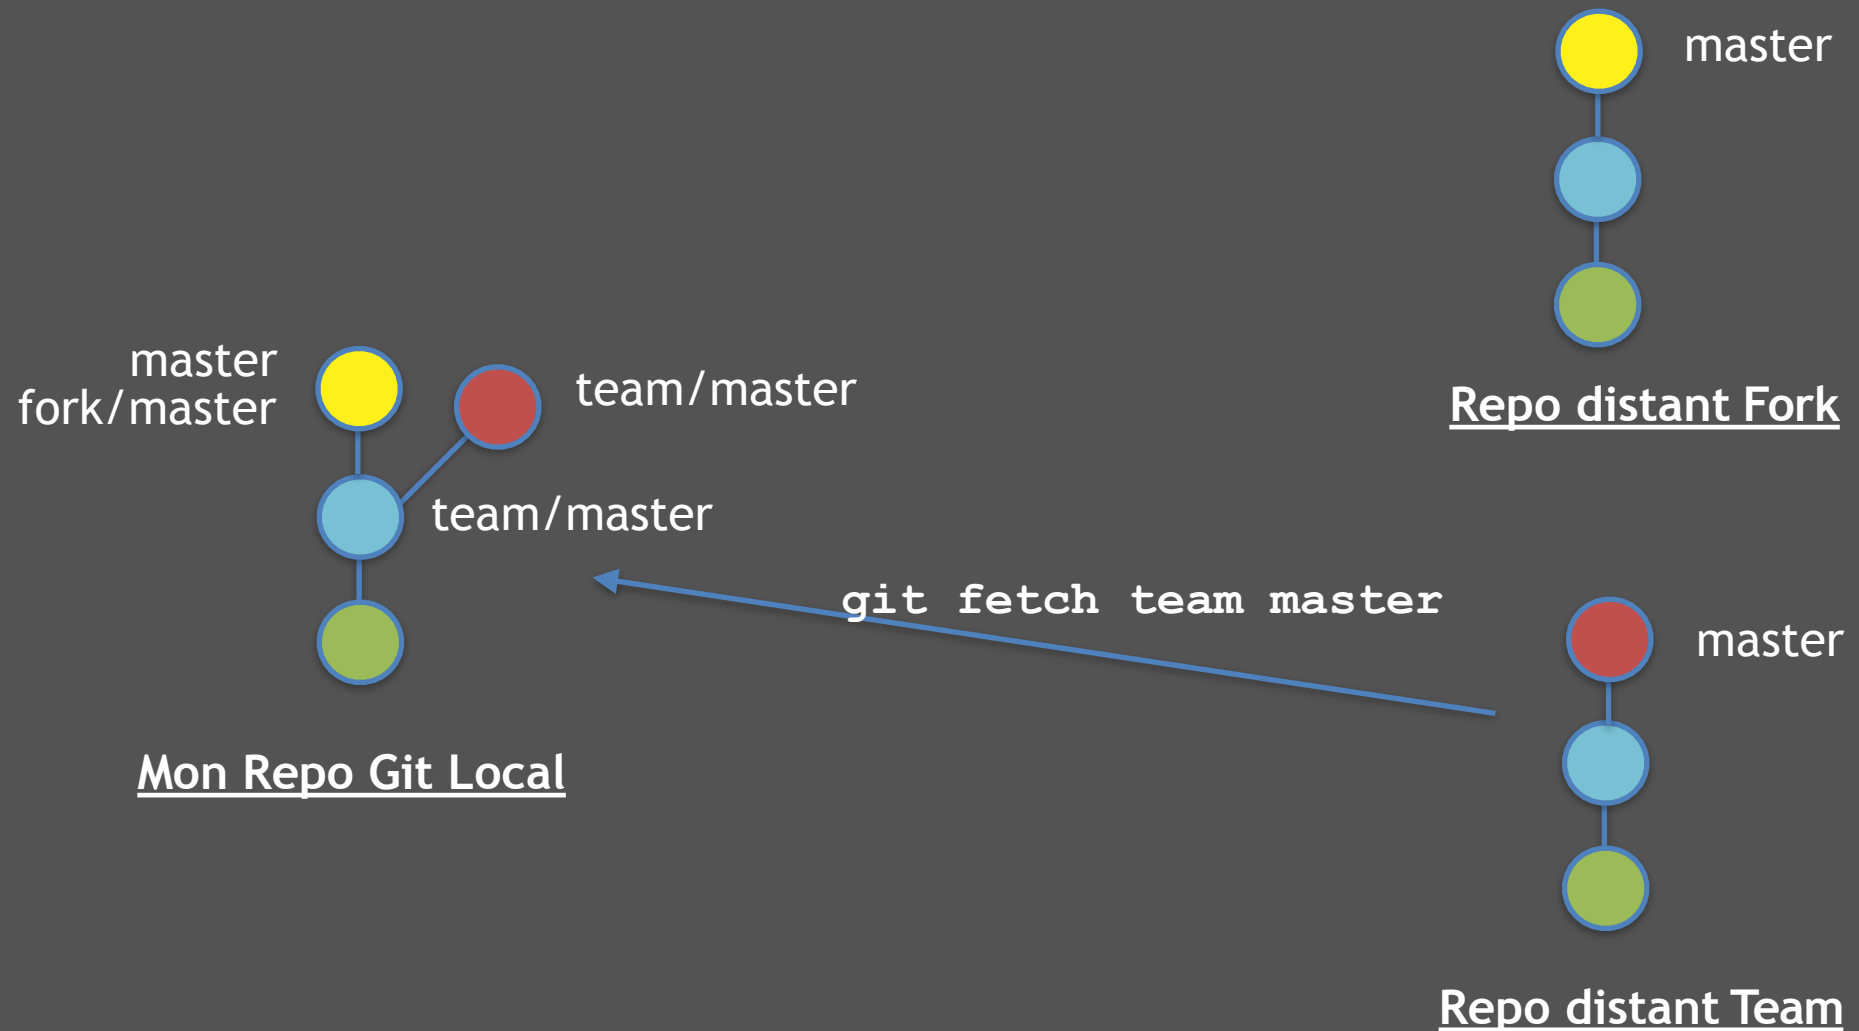 master
master
fork/master
team/master
Repo distant Fork
team/master
git fetch team master
master
Mon Repo Git Local
Repo distant Team